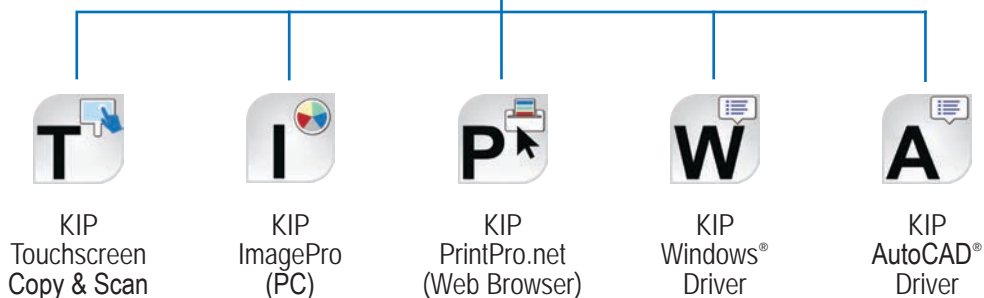 T
KIP
Touchscreen
Copy & Scan
I
KIP
ImagePro
(PC)
P
KIP
PrintPro.net
(Web Browser)
W
KIP
Windows®
Driver
A
KIP
AutoCAD®
Driver